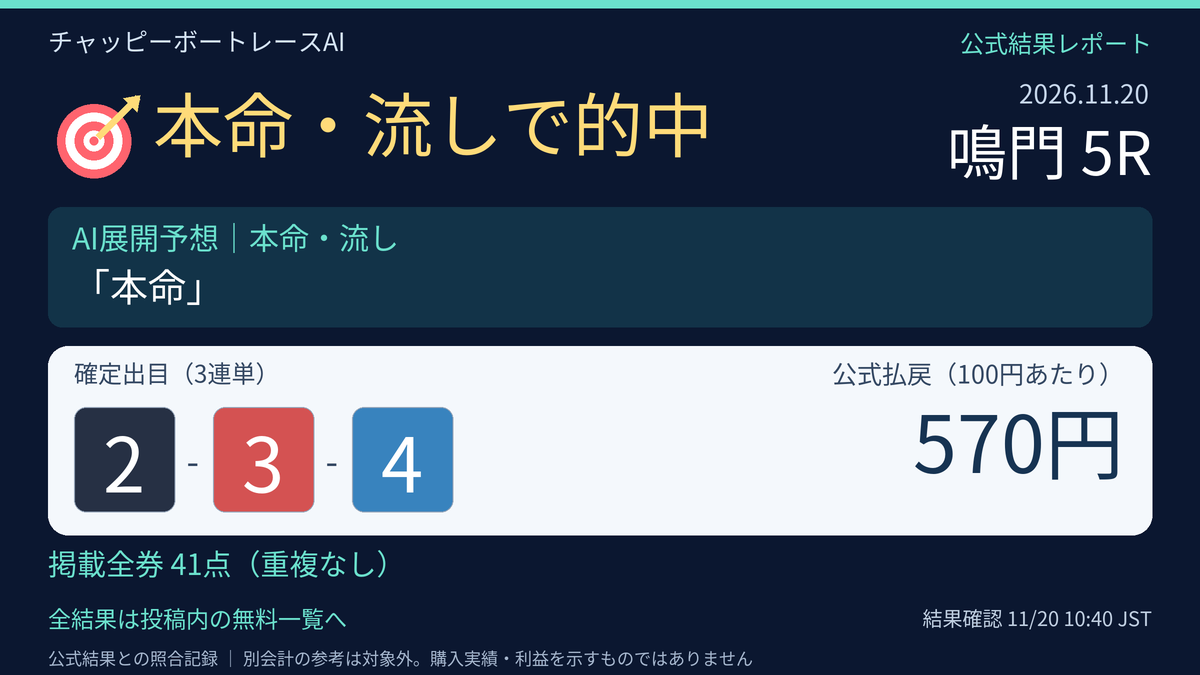 チャッピーボートレースAI
公式結果レポート
2026.11.20
本命・流しで的中
鳴門 5R
AI展開予想｜本命・流し
「本命」
確定出目（3連単）
公式払戻（100円あたり）
2 - 3 - 4
570円
掲載全券 41点（重複なし）
全結果は投稿内の無料一覧へ
結果確認 11/20 10:40 JST
公式結果との照合記録｜別会計の参考は対象外。購入実績・利益を示すものではありません